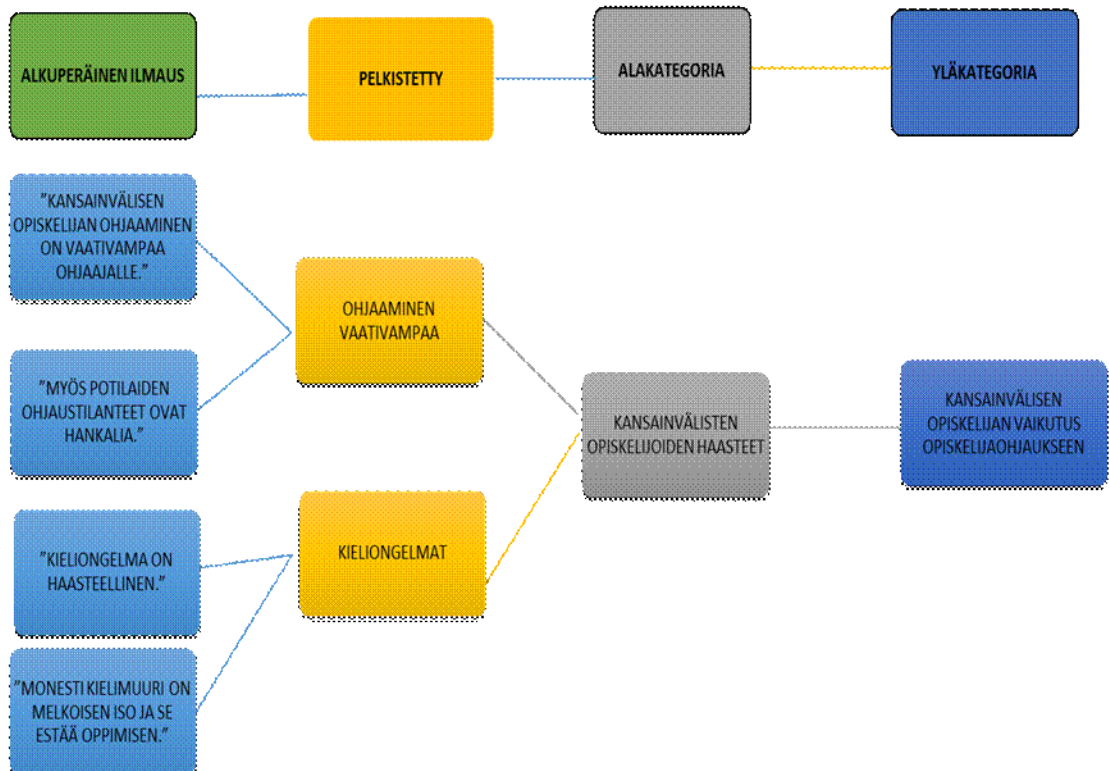 ALKUPERÄINEN ILMAUS
PELKISTETTY
ALAKATEGORIA
YLÄKATEGORIA
"KANSAINVÄLISEN
OPISKELIJAN OHJAAMINEN
ON VAATIVAMPAA
OHJAAJALLE."
"MYÖS POTILAIDEN
OHJAUSTILANTEET OVAT
HANKALIA."
"KIELIONGELMA ON
HAASTEELLINEN."
"MONESTI KIELIMUURI ON
MELKOISEN ISO JA SE
ESTÄÄ OPPIMISEN."
OHJAAMINEN
VAATIVAMPAA
KIELIONGELMAT
KANSAINVÄLISTEN
OPISKELIJOIDEN HAASTEET
KANSAINVÄLISEN
OPISKELIJAN VAIKUTUS
OPISKELIJAOHJAUKSEEN